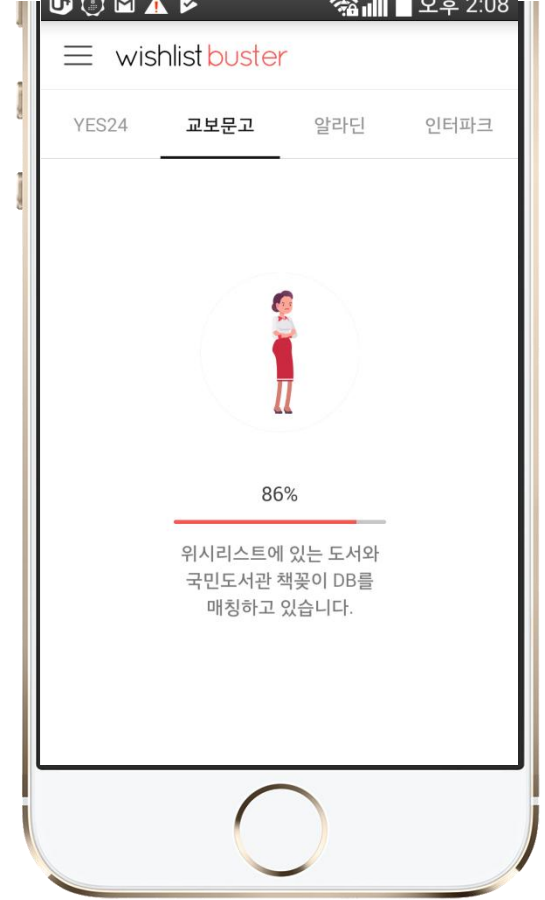 오후 2:08
wishlist buster
YES24 교보문고 알라딘 인터파크
86%
위시리스트에 있는 도서와
국민도서관 책꽂이 DB를
매칭하고 있습니다.